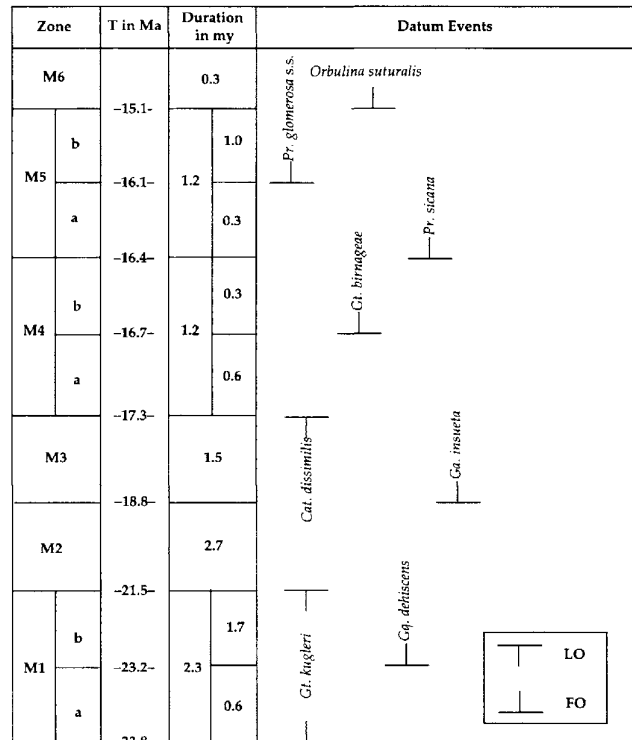 Zone
T in Ma
Duration
in my
Datum Events
M6
0.3
Orbulina suturalis
Pr. glomerosa s.s.
–15.1-
b
1.0
M5
–16.1–
1.2
a
0.3
Pr. sicana
–16.4–
Gt. birnageae
b
0.3
M4
–16.7–
1.2
a
0.6
–17.3–
M3
1.5
Cat. dissimilis
Ga. insueta
–18.8–
M2
2.7
–21.5–
b
1.7
Gt. kugleri
Gq. dehiscens
M1
–23.2–
2.3
a
0.6
LO
FO